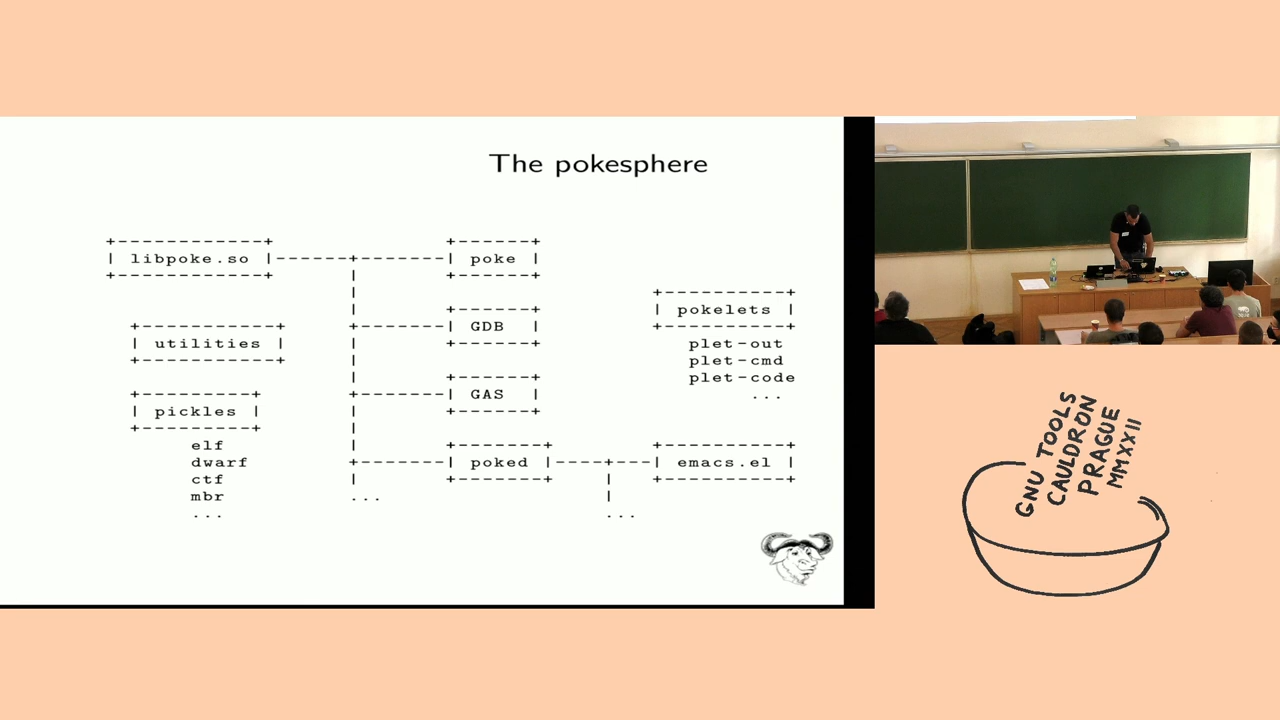 The pokesphere
libpoke.so
poke
GDB
pokelets
utilities
plet-out
plet-cmd
plet-code
...
GAS
pickles
elf
dwarf
ctf
mbr
...
poked
emacs.el
...
...
GNU TOOLS
CAULDRON
PRAGUE
MMXXII